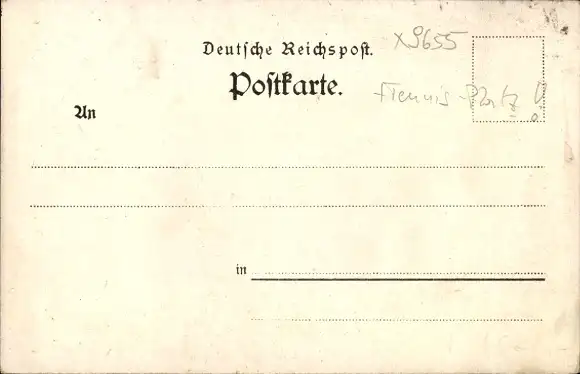 Deutſche Reichspoſt.
x9655
Poſtkarte.
An
in